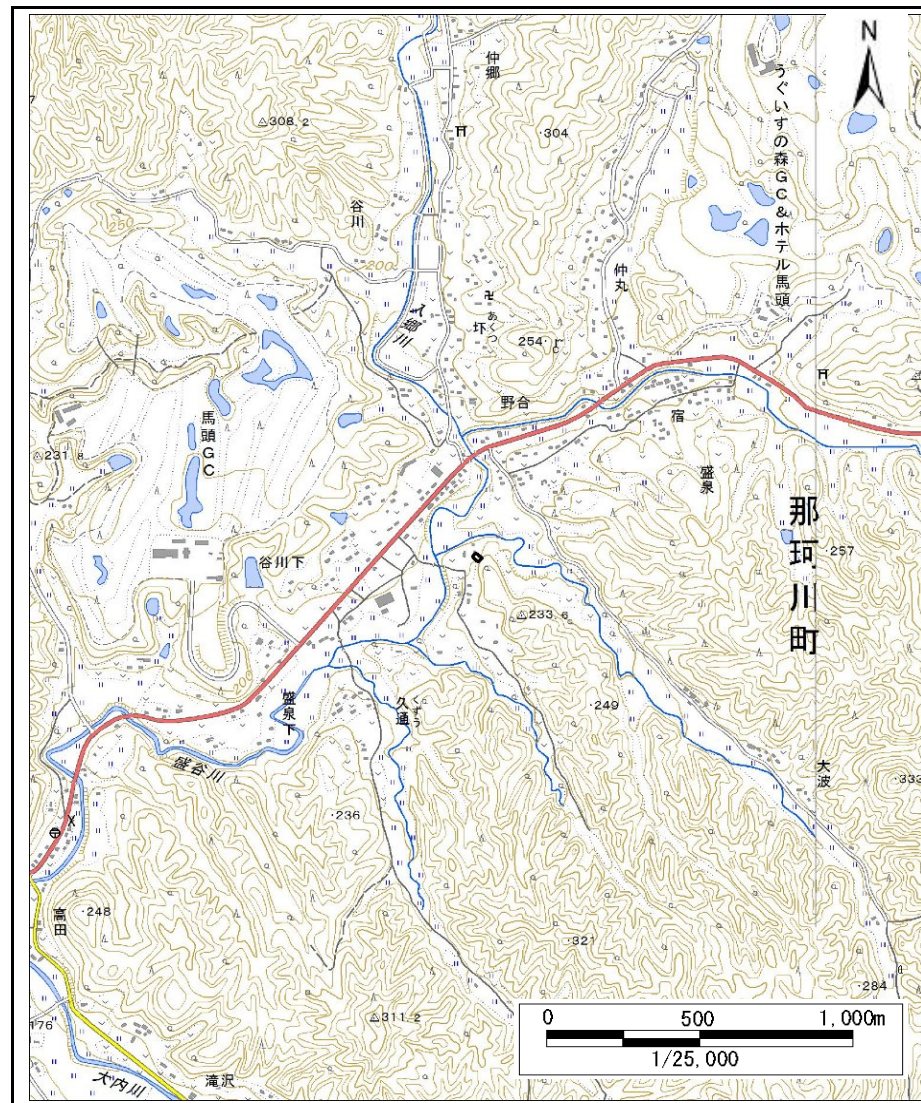 N
仲郷
うぐいすの森GC&ホテル馬頭
△308.2
・304
谷川
250
200
仲丸
入郷川
あくつ
坏
254・
野合
宿
馬頭GC
△231.8
盛泉
那珂川町
・257
谷川下
△233.6
200
久通
くずう
盛泉下
・249
盛谷川
大波
・333
・236
高田
・248
・321
・284
△311.2
176
大内川
滝沢
0 500 1,000m
1/25,000